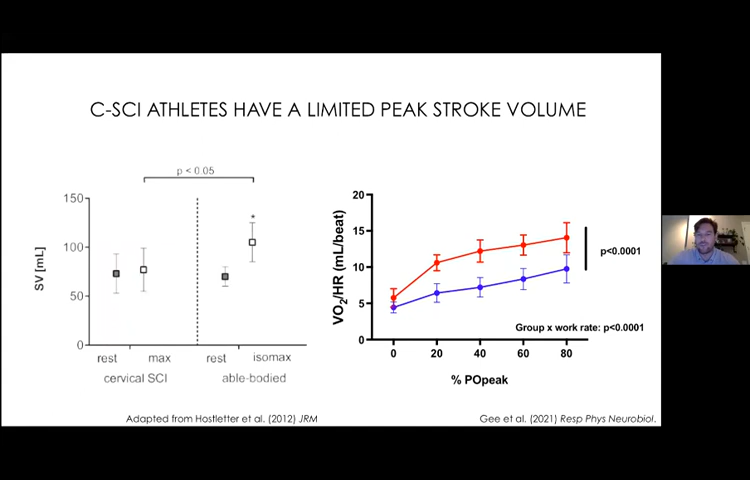 C-SCI ATHLETES HAVE A LIMITED PEAK STROKE VOLUME
p < 0.05
150
100
50
0
SV [mL]
*
rest max rest isomax
cervical SCI able-bodied
Adapted from Hostletter et al. (2012) JRM
20
15
10
5
0
VO2/HR (mL/beat)
p<0.0001
Group x work rate: p<0.0001
0 20 40 60 80
% POpeak
Gee et al. (2021) Resp Phys Neurobiol.